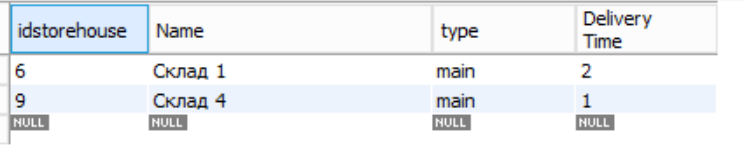 idstorehouse Name type Delivery Time
6 Склад 1 main 2
9 Склад 4 main 1
NULL NULL NULL NULL